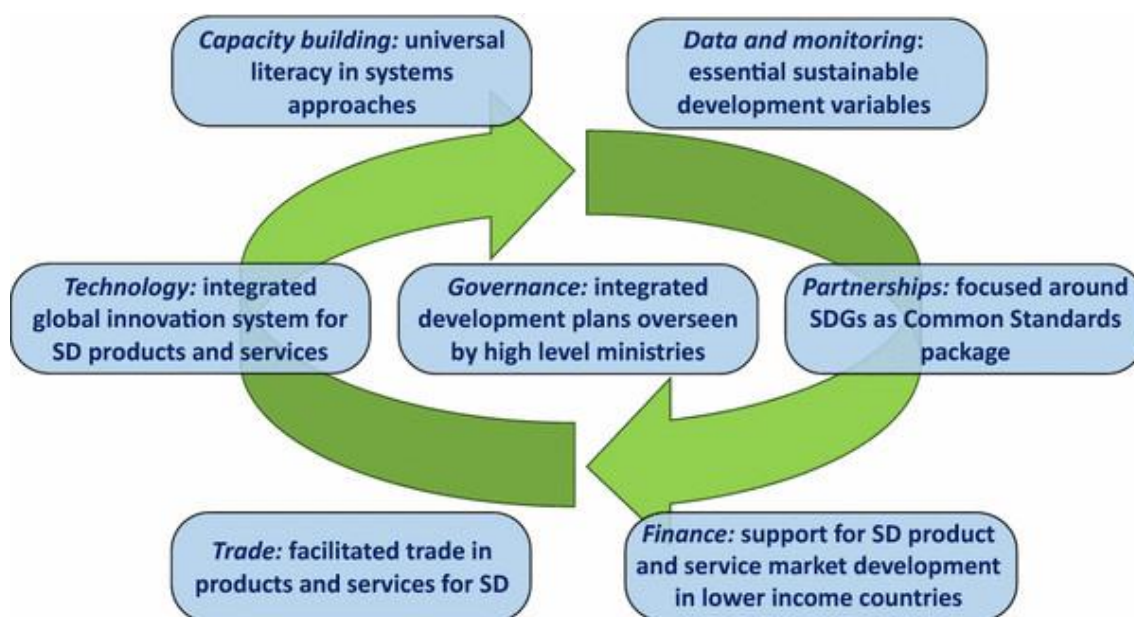 Capacity building: universal
literacy in systems
approaches
Data and monitoring:
essential sustainable
development variables
Technology: integrated
global innovation system for
SD products and services
Governance: integrated
development plans overseen
by high level ministries
Partnerships: focused around
SDGs as Common Standards
package
Trade: facilitated trade in
products and services for SD
Finance: support for SD product
and service market development
in lower income countries